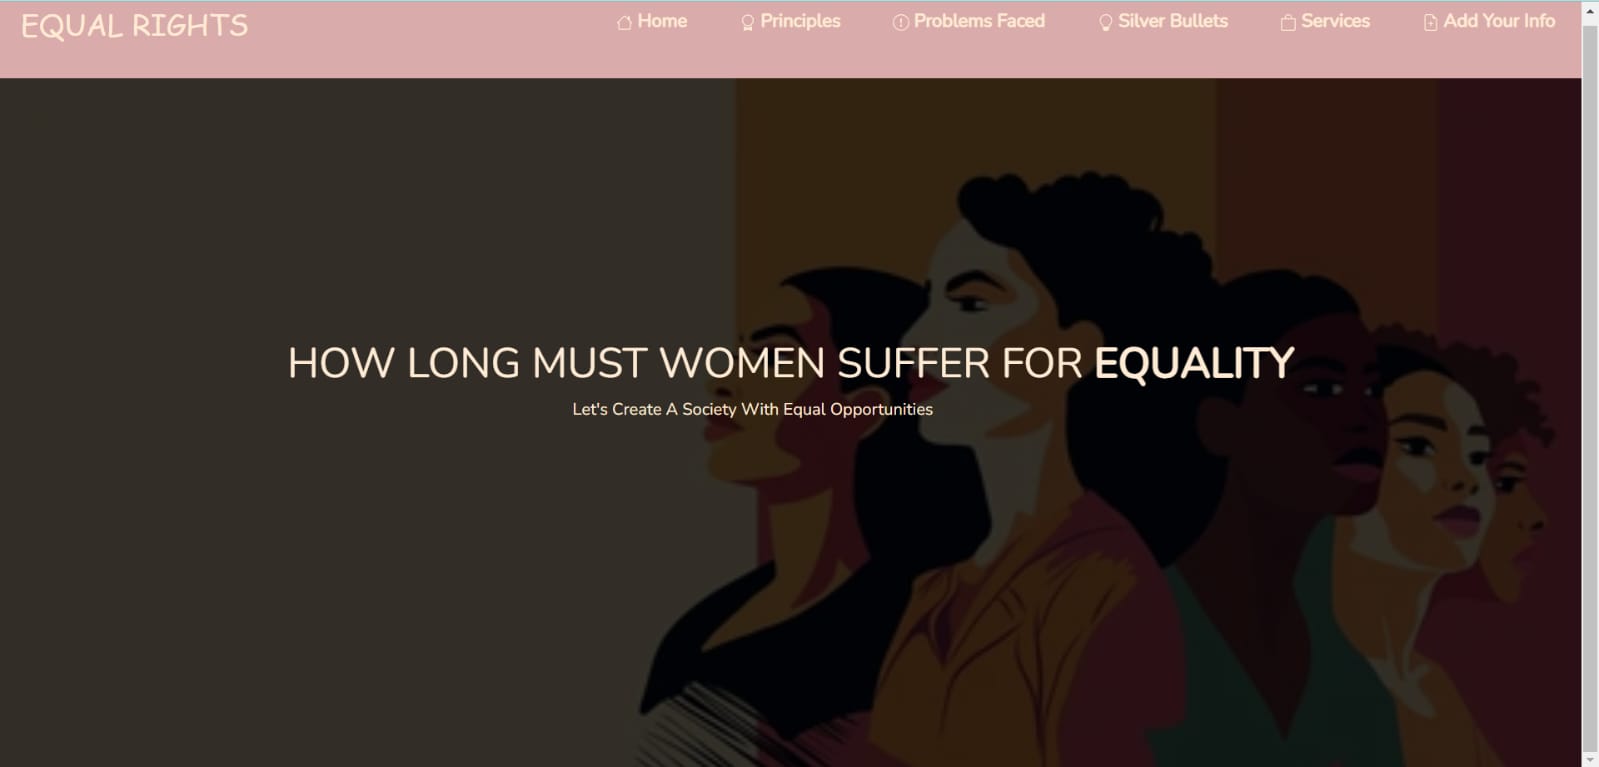 EQUAL RIGHTS
Home
Principles
Problems Faced
Silver Bullets
Services
Add Your Info
HOW LONG MUST WOMEN SUFFER FOR EQUALITY
Let's Create A Society With Equal Opportunities